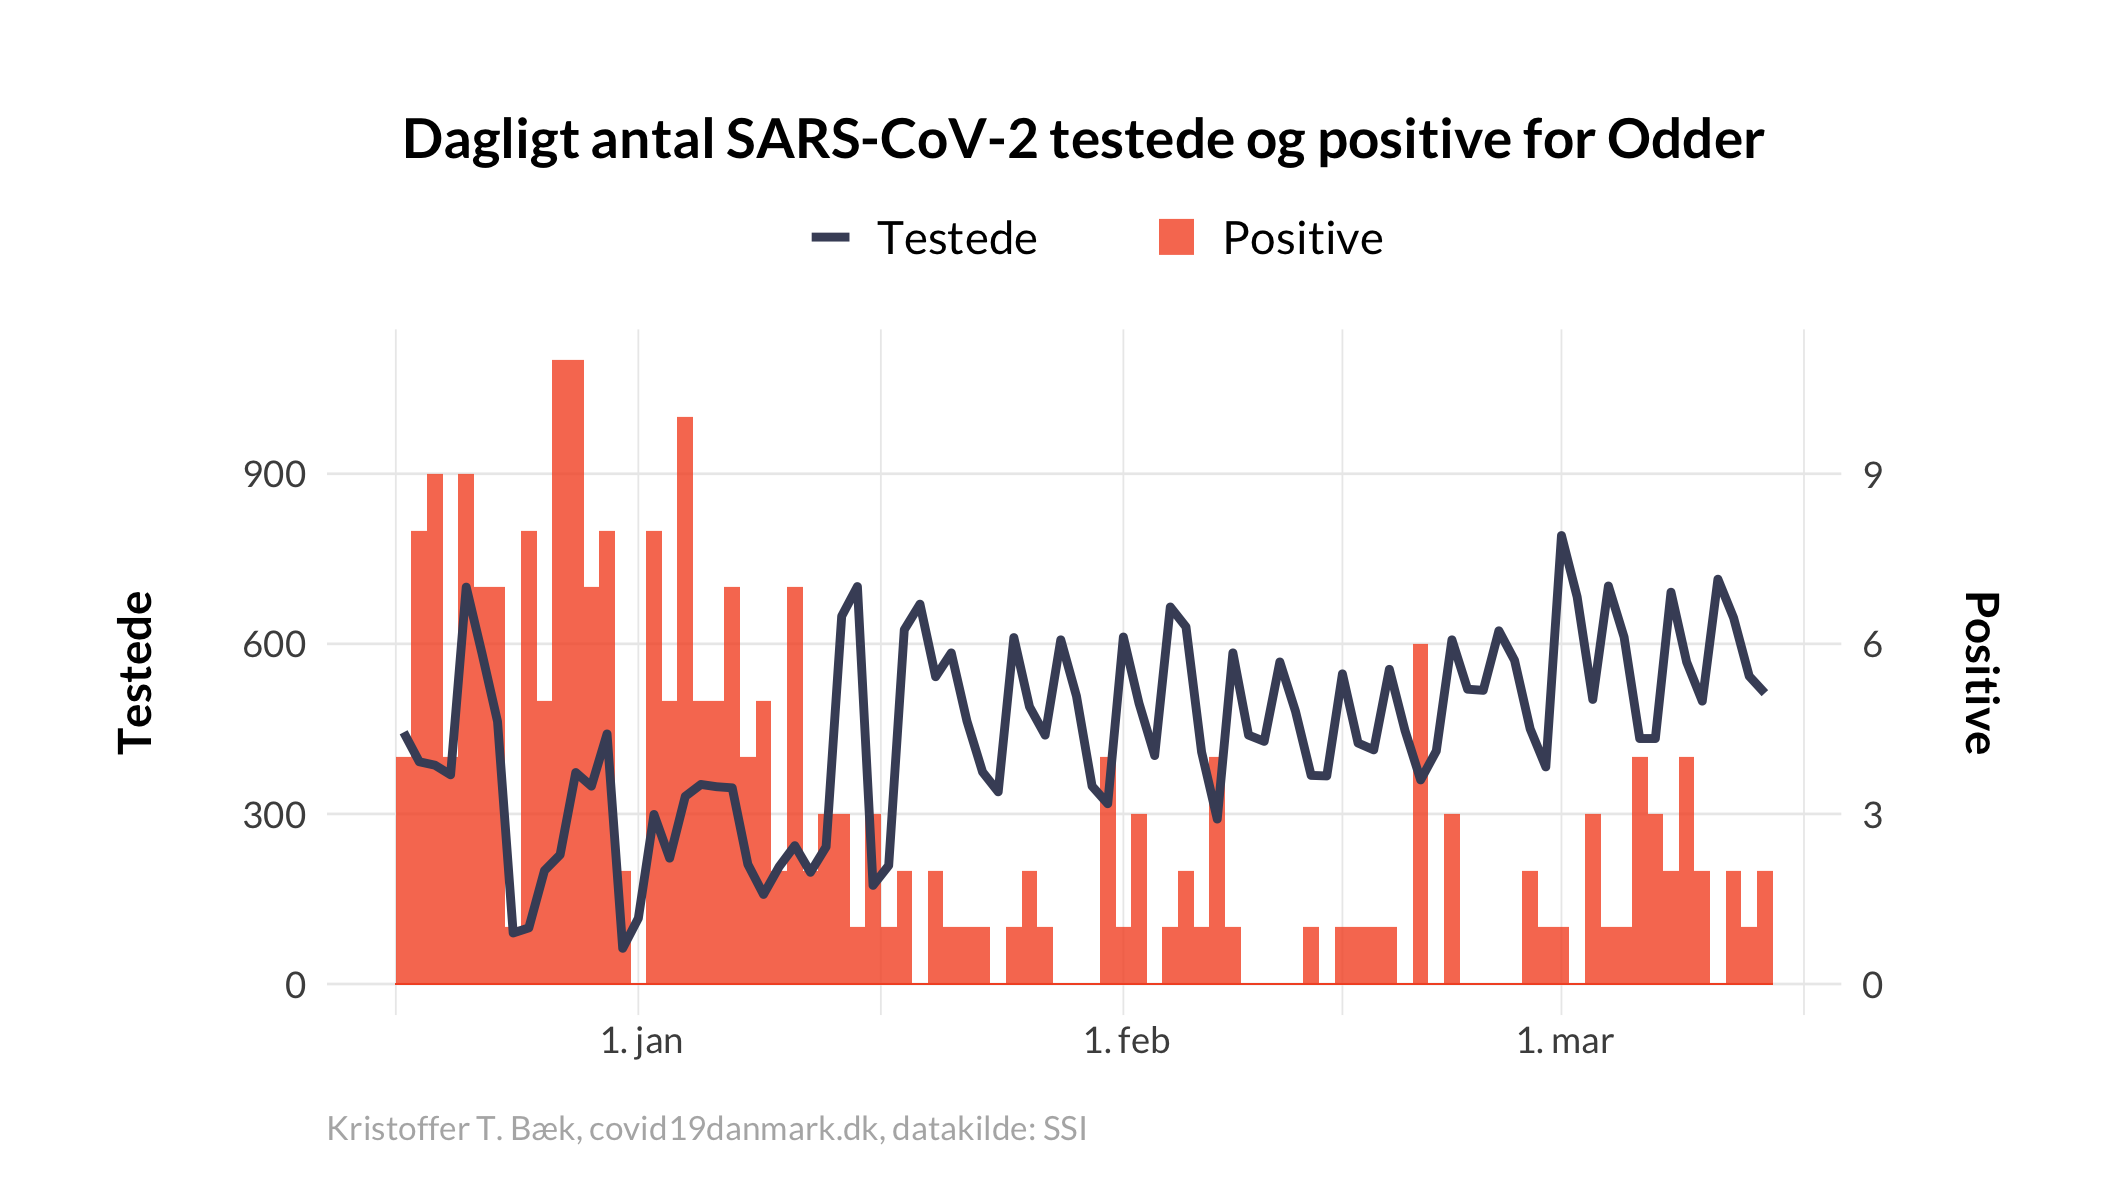 Dagligt antal SARS-CoV-2 testede og positive for Odder
Testede Positive
900 9
600 6
300 3
0 0
Testede
Positive
1. jan 1. feb 1. mar
Kristoffer T. Bæk, covid19danmark.dk, datakilde: SSI